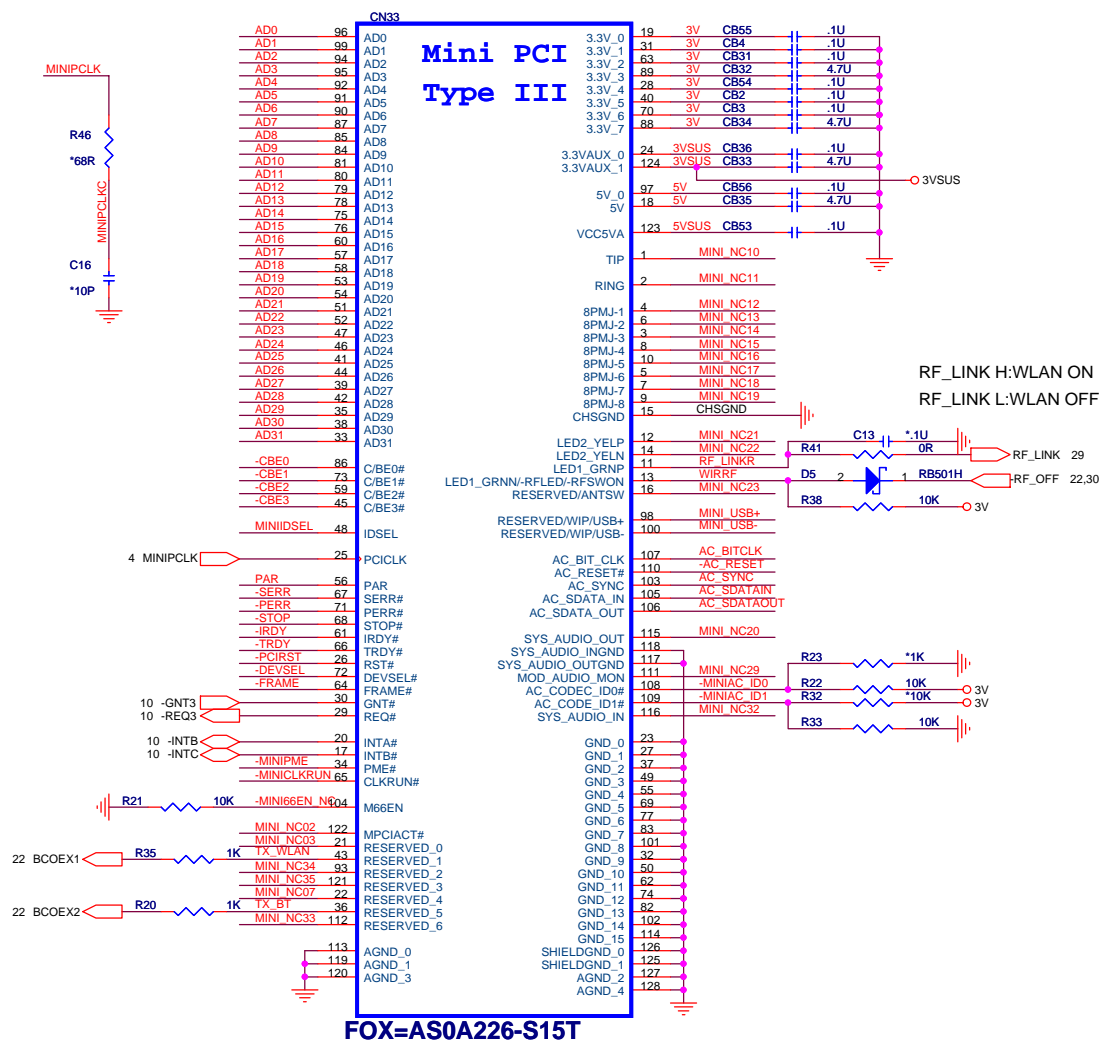 CN33
Mini PCI
Type III
MINIPCLK
R46
*68R
MINIPCLKC
C16
*10P
AD0 96 AD0
AD1 99 AD1
AD2 94 AD2
AD3 95 AD3
AD4 92 AD4
AD5 91 AD5
AD6 90 AD6
AD7 87 AD7
AD8 85 AD8
AD9 84 AD9
AD10 81 AD10
AD11 80 AD11
AD12 79 AD12
AD13 78 AD13
AD14 75 AD14
AD15 76 AD15
AD16 60 AD16
AD17 57 AD17
AD18 58 AD18
AD19 53 AD19
AD20 54 AD20
AD21 51 AD21
AD22 52 AD22
AD23 47 AD23
AD24 46 AD24
AD25 41 AD25
AD26 44 AD26
AD27 39 AD27
AD28 42 AD28
AD29 35 AD29
AD30 38 AD30
AD31 33 AD31
-CBE0 86 C/BE0#
-CBE1 73 C/BE1#
-CBE2 59 C/BE2#
-CBE3 45 C/BE3#
MINIIDSEL 48 IDSEL
4 MINIPCLK 25 PCICLK
PAR 56 PAR
-SERR 67 SERR#
-PERR 71 PERR#
-STOP 68 STOP#
-IRDY 61 IRDY#
-TRDY 66 TRDY#
-PCIRST 26 RST#
-DEVSEL 72 DEVSEL#
-FRAME 64 FRAME#
10 -GNT3 30 GNT#
10 -REQ3 29 REQ#
10 -INTB 20 INTA#
10 -INTC 17 INTB#
-MINIPME 34 PME#
-MINICLKRUN 65 CLKRUN#
R21 10K -MINI66EN_NC 104 M66EN
MINI_NC02 122 MPCIACT#
MINI_NC03 21 RESERVED_0
22 BCOEX1 R35 1K TX_WLAN 43 RESERVED_1
MINI_NC34 93 RESERVED_2
MINI_NC35 121 RESERVED_3
MINI_NC07 22 RESERVED_4
22 BCOEX2 R20 1K TX_BT 36 RESERVED_5
MINI_NC33 112 RESERVED_6
113 AGND_0
119 AGND_1
120 AGND_3
3.3V_0 19 3V CB55 .1U
3.3V_1 31 3V CB4 .1U
3.3V_2 63 3V CB31 .1U
3.3V_3 89 3V CB32 4.7U
3.3V_4 28 3V CB54 .1U
3.3V_5 40 3V CB2 .1U
3.3V_6 70 3V CB3 .1U
3.3V_7 88 3V CB34 4.7U
3.3VAUX_0 24 3VSUS CB36 .1U
3.3VAUX_1 124 3VSUS CB33 4.7U
3VSUS
5V_0 97 5V CB56 .1U
5V 18 5V CB35 4.7U
VCC5VA 123 5VSUS CB53 .1U
TIP 1 MINI_NC10
RING 2 MINI_NC11
8PMJ-1 4 MINI_NC12
8PMJ-2 6 MINI_NC13
8PMJ-3 3 MINI_NC14
8PMJ-4 8 MINI_NC15
8PMJ-5 10 MINI_NC16
8PMJ-6 5 MINI_NC17
8PMJ-7 7 MINI_NC18
8PMJ-8 9 MINI_NC19
CHSGND 15 CHSGND
RF_LINK H:WLAN ON
RF_LINK L:WLAN OFF
LED2_YELP 12 MINI_NC21 C13 *.1U
LED2_YELN 14 MINI_NC22 R41 0R RF_LINK 29
LED1_GRNP 11 RF_LINKR
LED1_GRNN/-RFLED/-RFSWON 13 WIRRF D5 2 1 RB501H -RF_OFF 22,30
RESERVED/ANTSW 16 MINI_NC23 R38 10K 3V
RESERVED/WIP/USB+ 98 MINI_USB+
RESERVED/WIP/USB- 100 MINI_USB-
AC_BIT_CLK 107 AC_BITCLK
AC_RESET# 110 -AC_RESET
AC_SYNC 103 AC_SYNC
AC_SDATA_IN 105 AC_SDATAIN
AC_SDATA_OUT 106 AC_SDATAOUT
SYS_AUDIO_OUT 115 MINI_NC20
SYS_AUDIO_INGND 118
SYS_AUDIO_OUTGND 117 R23 *1K
MOD_AUDIO_MON 111 MINI_NC29
AC_CODEC_ID0# 108 -MINIAC_ID0 R22 10K 3V
AC_CODE_ID1# 109 -MINIAC_ID1 R32 *10K 3V
SYS_AUDIO_IN 116 MINI_NC32 R33 10K
GND_0 23
GND_1 27
GND_2 37
GND_3 49
GND_4 55
GND_5 69
GND_6 77
GND_7 83
GND_8 101
GND_9 32
GND_10 50
GND_11 62
GND_12 74
GND_13 82
GND_14 102
GND_15 114
SHIELDGND_0 126
SHIELDGND_1 125
AGND_2 127
AGND_4 128
FOX=AS0A226-S15T